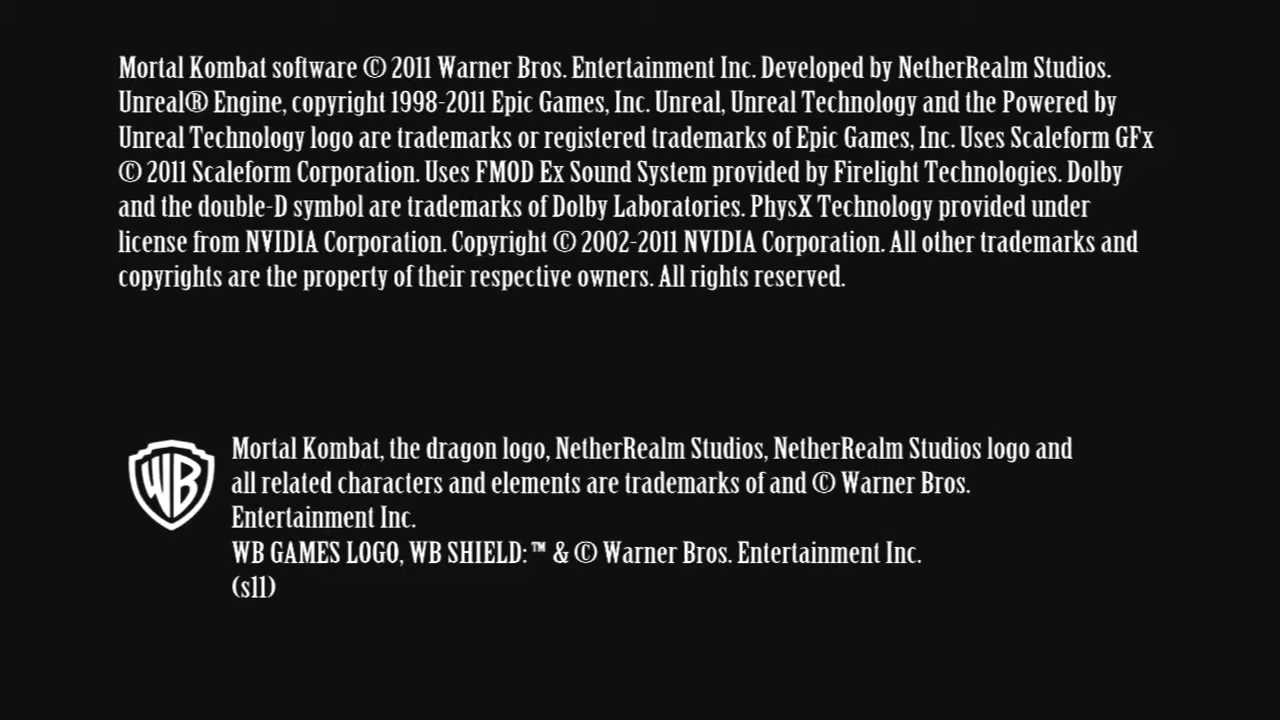 Mortal Kombat software © 2011 Warner Bros. Entertainment Inc. Developed by NetherRealm Studios.
Unreal® Engine, copyright 1998-2011 Epic Games, Inc. Unreal, Unreal Technology and the Powered by
Unreal Technology logo are trademarks or registered trademarks of Epic Games, Inc. Uses Scaleform GFx
© 2011 Scaleform Corporation. Uses FMOD Ex Sound System provided by Firelight Technologies. Dolby
and the double-D symbol are trademarks of Dolby Laboratories. PhysX Technology provided under
license from NVIDIA Corporation. Copyright © 2002-2011 NVIDIA Corporation. All other trademarks and
copyrights are the property of their respective owners. All rights reserved.
WB
Mortal Kombat, the dragon logo, NetherRealm Studios, NetherRealm Studios logo and
all related characters and elements are trademarks of and © Warner Bros.
Entertainment Inc.
WB GAMES LOGO, WB SHIELD: ™ & © Warner Bros. Entertainment Inc.
(s11)